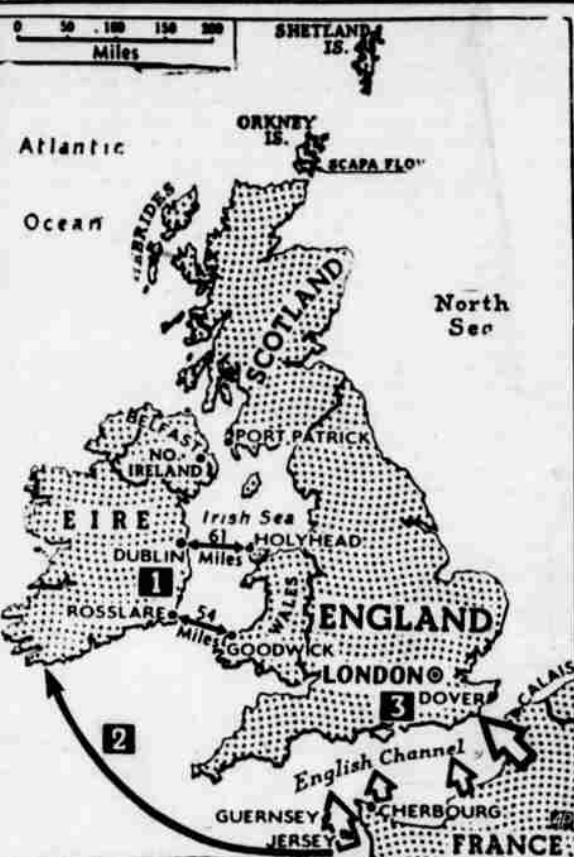 0 50 100 150 200
Miles
SHETLAND
IS.
ORKNEY
IS.
SCAPA FLOW
Atlantic
Ocean
HEBRIDES
SCOTLAND
North
Sea
BELFAST
NO.
IRELAND
PORT PATRICK
EIRE
Irish Sea
61
Miles
DUBLIN
HOLYHEAD
1
ROSSLARE
54
Miles
WALES
GOODWICK
ENGLAND
LONDON
3
DOVER
CALAIS
2
English Channel
GUERNSEY
CHERBOURG
JERSEY
FRANCE
AP